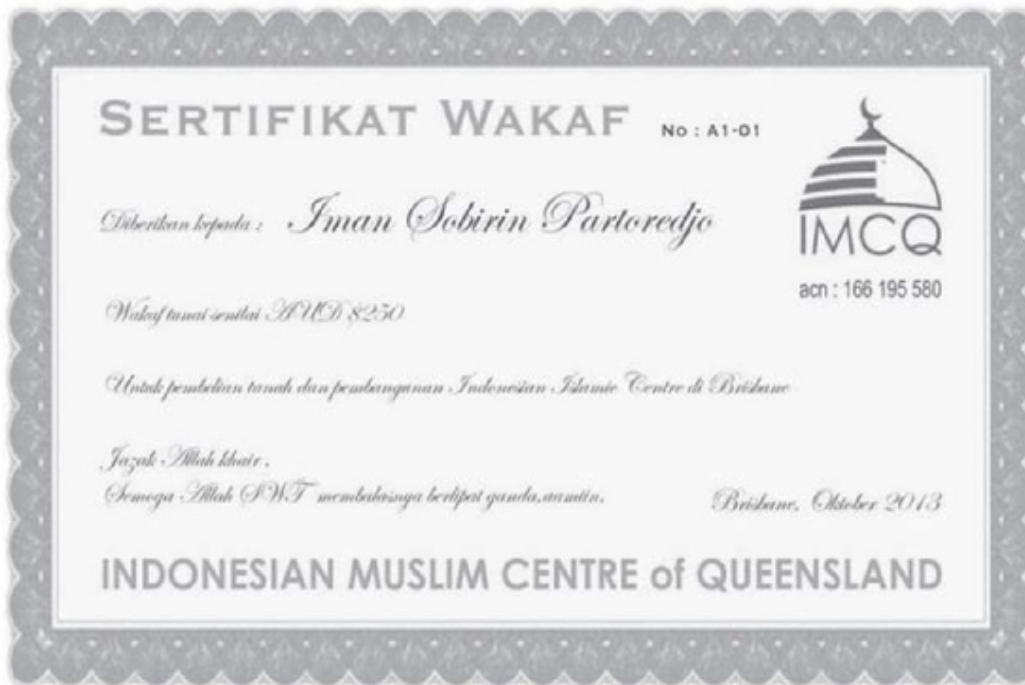 SERTIFIKAT WAKAF No : A1-01
IMCQ
acn : 166 195 580
Diberikan kepada : Iman Sobirin Partoredjo
Wakaf tunai senilai AUD $250
Untuk pembelian tanah dan pembangunan Indonesian Islamic Centre di Brisbane
Jazak Allah khair .
Semoga Allah SWT membalasnya berlipat ganda,aamiin.
Brisbane, Oktober 2013
INDONESIAN MUSLIM CENTRE of QUEENSLAND